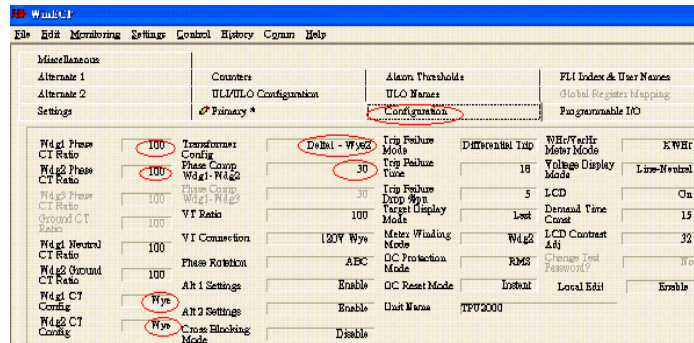 WinECP
File Edit Monitoring Settings Control History Comm Help
Miscellaneous
Alternate 1 Counters Alarm Thresholds FLI Index & User Names
Alternate 2 ULI/ULO Configuration ULO Names Global Register Mapping
Settings Primary * Configuration Programmable I/O
Wdg1 Phase CT Ratio 100 Transformer Config Delta1 - Wye2 Trip Failure Mode Differential Trip WHr/VarHr Meter Mode KWHr
Wdg2 Phase CT Ratio 100 Phase Comp Wdg1-Wdg2 30 Trip Failure Time 18 Voltage Display Mode Line-Neutral
Wdg3 Phase CT Ratio 100 Phase Comp Wdg1-Wdg3 30 Trip Failure Drop %pu 5 LCD On
Ground CT Ratio 100 VT Ratio 100 Target Display Mode Last Demand Time Const 15
Wdg1 Neutral CT Ratio 100 VT Connection 120V Wye Meter Winding Mode Wdg2 LCD Contrast Adj 32
Wdg2 Ground CT Ratio 100 Phase Rotation ABC OC Protection Mode RMS Change Test Password? No
Wdg1 CT Config Wye Alt 1 Settings Enable OC Reset Mode Instant Local Edit Enable
Wdg2 CT Config Wye Alt 2 Settings Enable Unit Name TPU2000
Cross Blocking Mode Disable